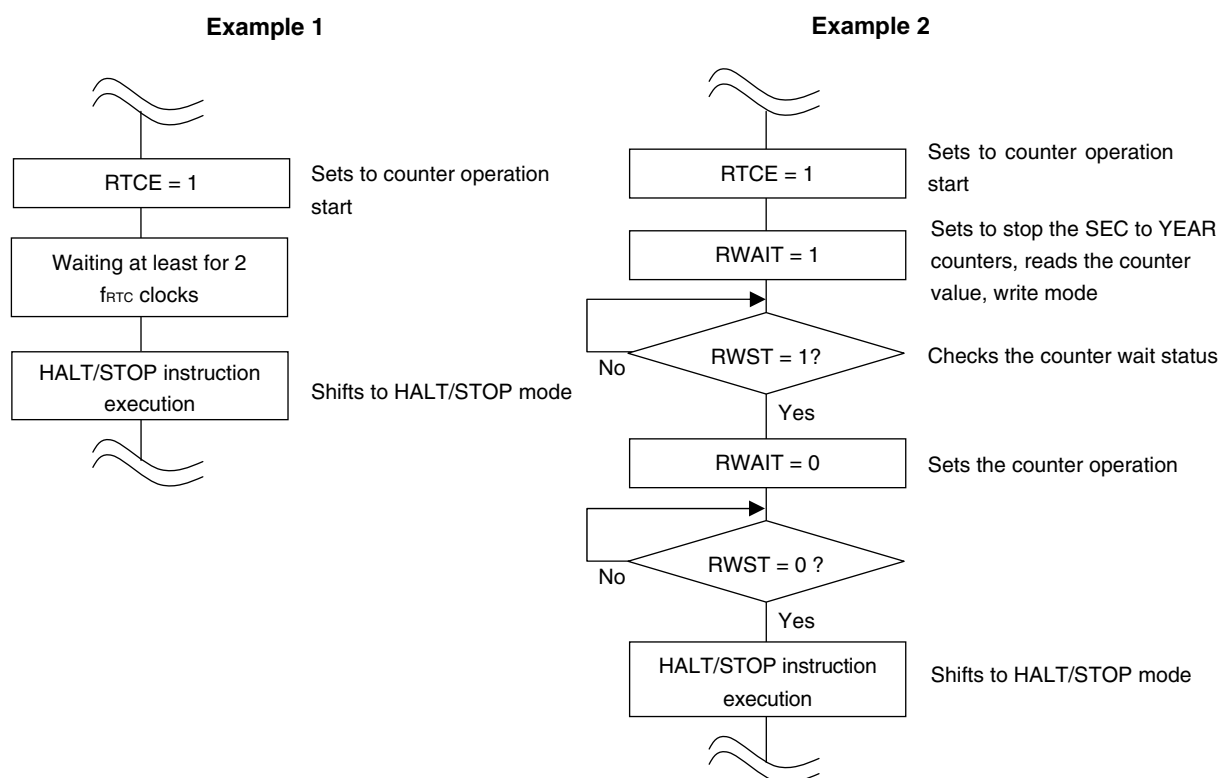 Example 1
RTCE = 1
Sets to counter operation
start
Waiting at least for 2
fRTC clocks
HALT/STOP instruction
execution
Shifts to HALT/STOP mode
Example 2
RTCE = 1
Sets to counter operation
start
RWAIT = 1
Sets to stop the SEC to YEAR
counters, reads the counter
value, write mode
RWST = 1?
No
Checks the counter wait status
Yes
RWAIT = 0
Sets the counter operation
RWST = 0 ?
No
Yes
HALT/STOP instruction
execution
Shifts to HALT/STOP mode